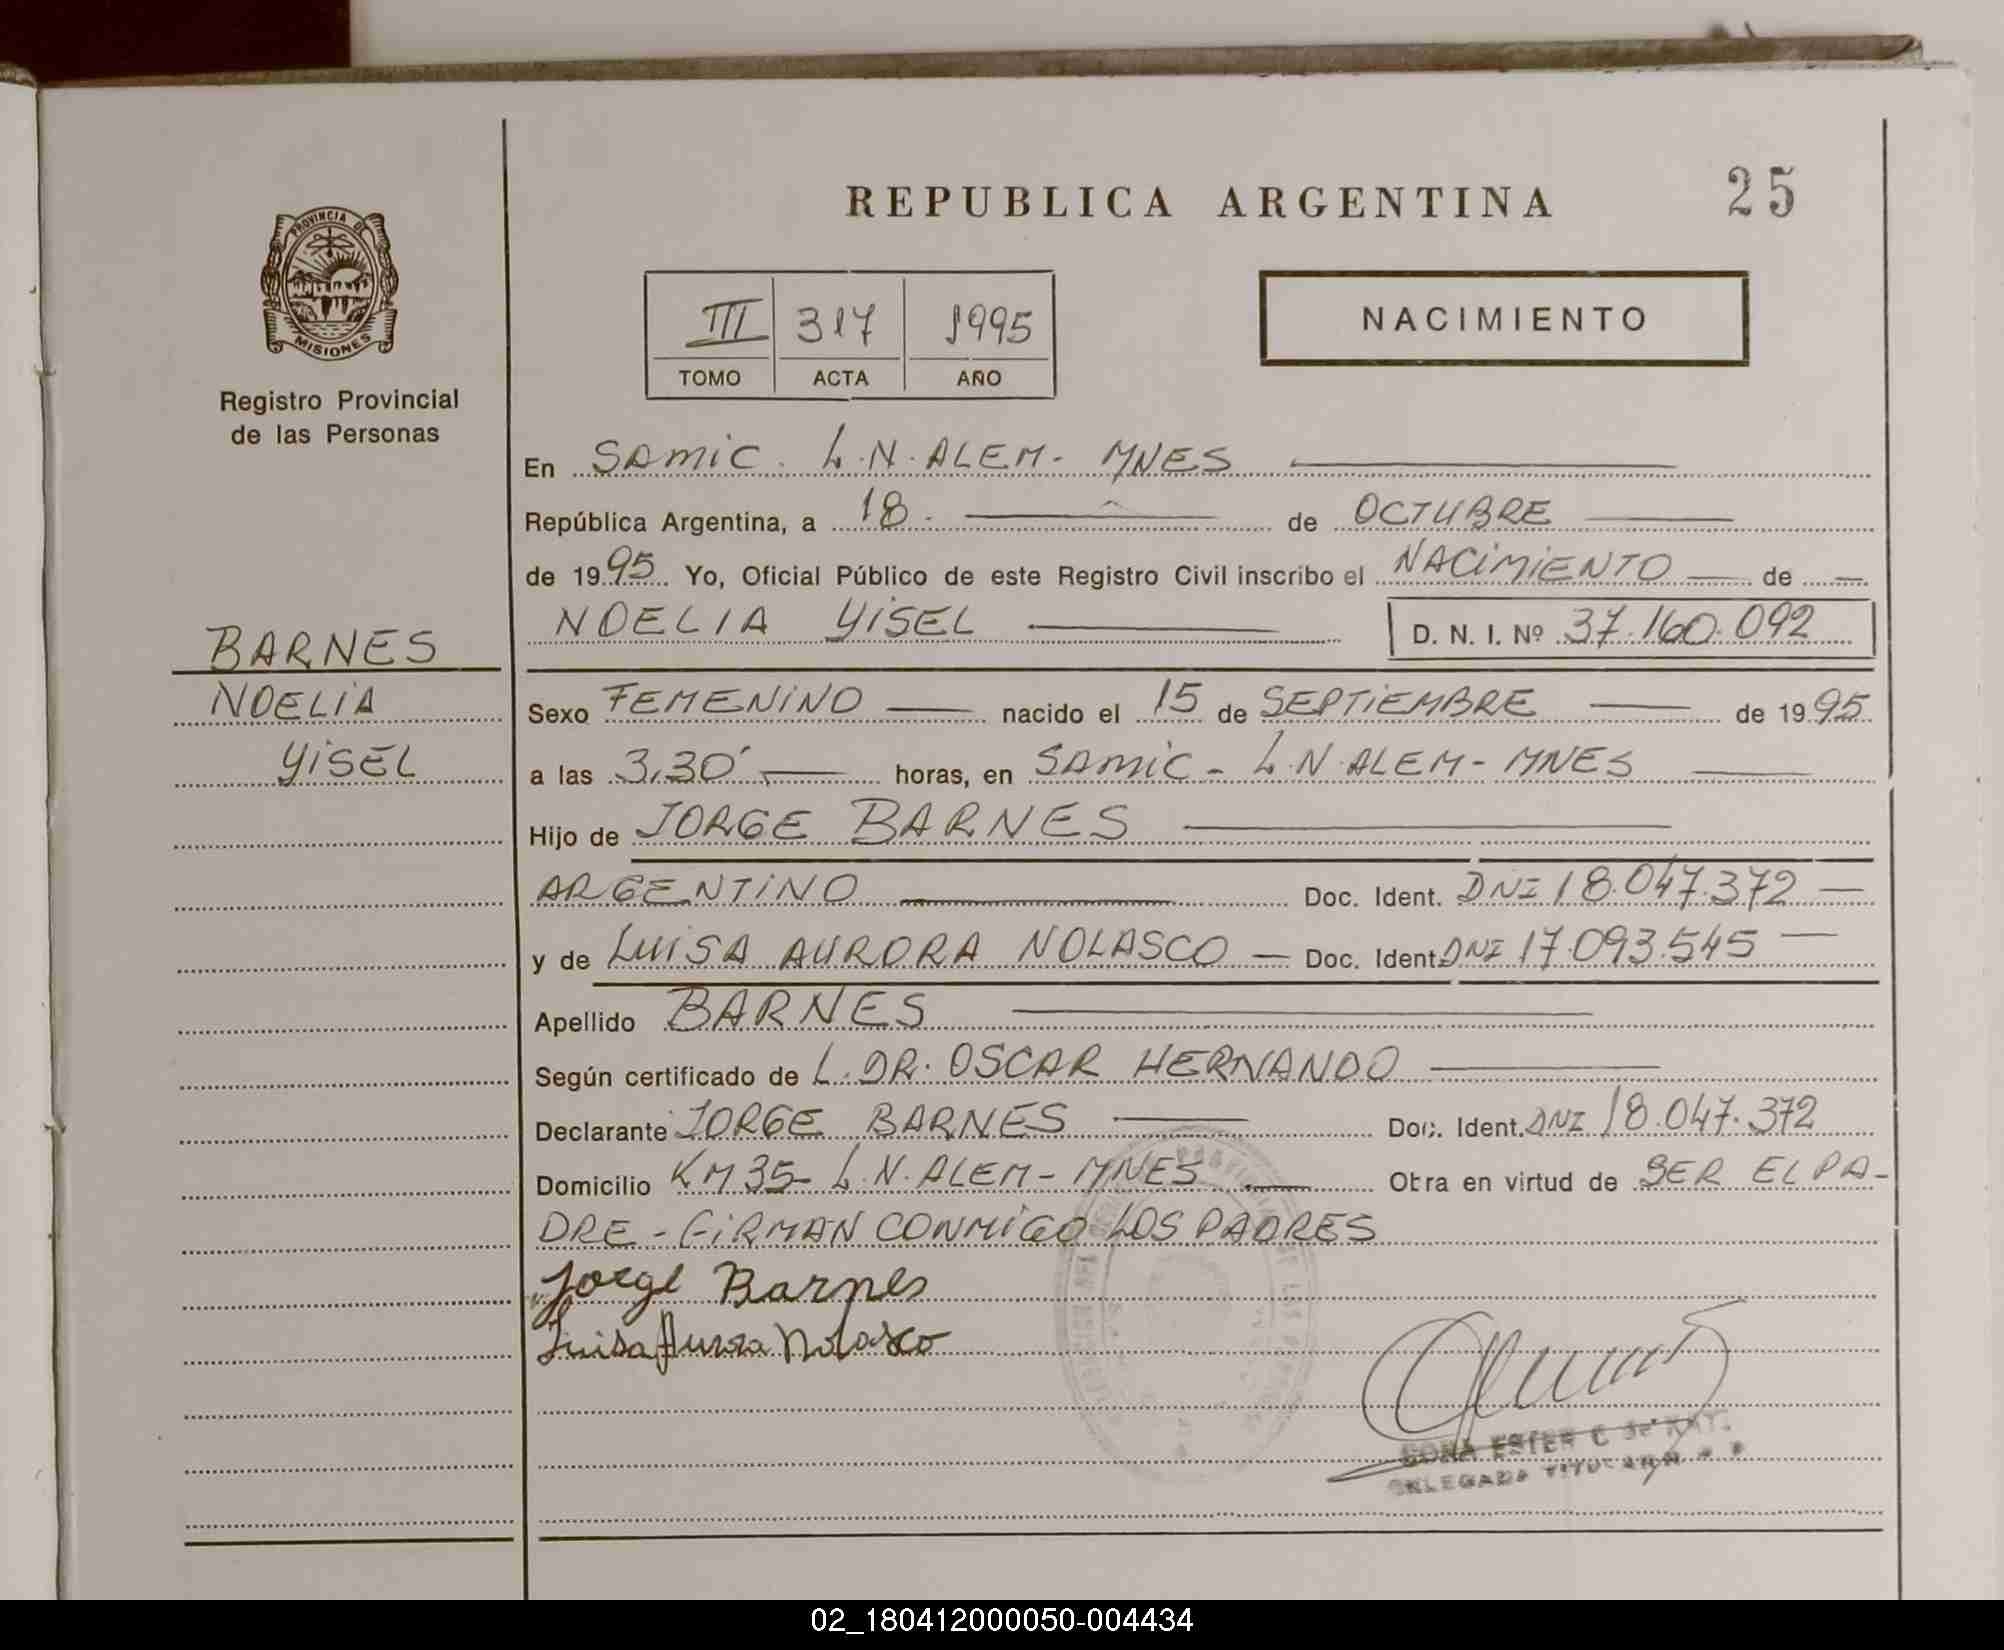 REPUBLICA ARGENTINA
25
PROVINCIA DE
MISIONES
Registro Provincial
de las Personas
III 317 1995
TOMO ACTA AÑO
NACIMIENTO
En SAMIC. L.N. ALEM - MNES
República Argentina, a 18. de OCTUBRE
de 1995 Yo, Oficial Público de este Registro Civil inscribo el NACIMIENTO de
NOELIA YISEL D. N. I. Nº 37.160.092
BARNES
NOELIA
YISEL
Sexo FEMENINO nacido el 15 de SEPTIEMBRE de 1995
a las 3,30' horas, en SAMIC - L.N. ALEM - MNES
Hijo de JORGE BARNES
ARGENTINO Doc. Ident. DNI 18.047.372
y de LUISA AURORA NOLASCO Doc. Ident. DNI 17.093.545
Apellido BARNES
Según certificado de L. DR. OSCAR HERNANDO
Declarante JORGE BARNES Doc. Ident. DNI 18.047.372
Domicilio KM 35 - L.N. ALEM - MNES Obra en virtud de SER EL PA-
DRE - FIRMAN CONMIGO LOS PADRES
Jorge Barnes
Luisa Aurora Nolasco
ESTER C
DELEGADA TITULAR
02_180412000050-004434